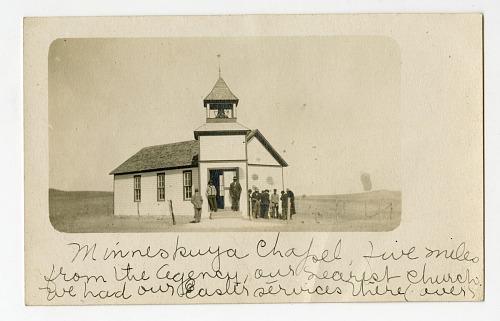 Minneskuya Chapel, Five miles
from the Agency, our nearest church.
We had our Easter services there (over)